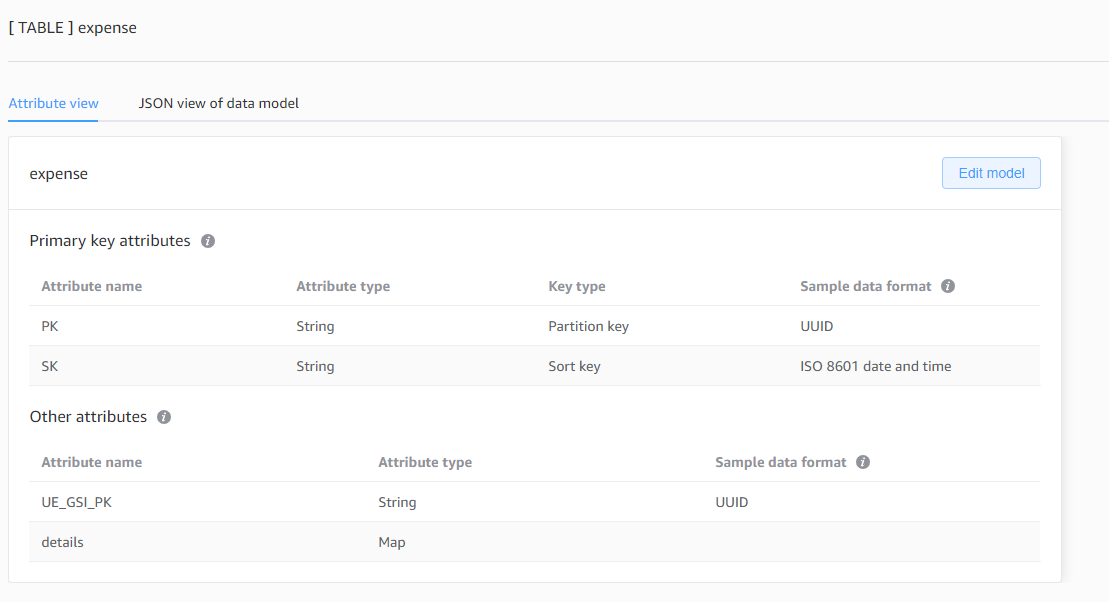 [ TABLE ] expense
Attribute view JSON view of data model
expense Edit model
Primary key attributes
Attribute name Attribute type Key type Sample data format
PK String Partition key UUID
SK String Sort key ISO 8601 date and time
Other attributes
Attribute name Attribute type Sample data format
UE_GSI_PK String UUID
details Map